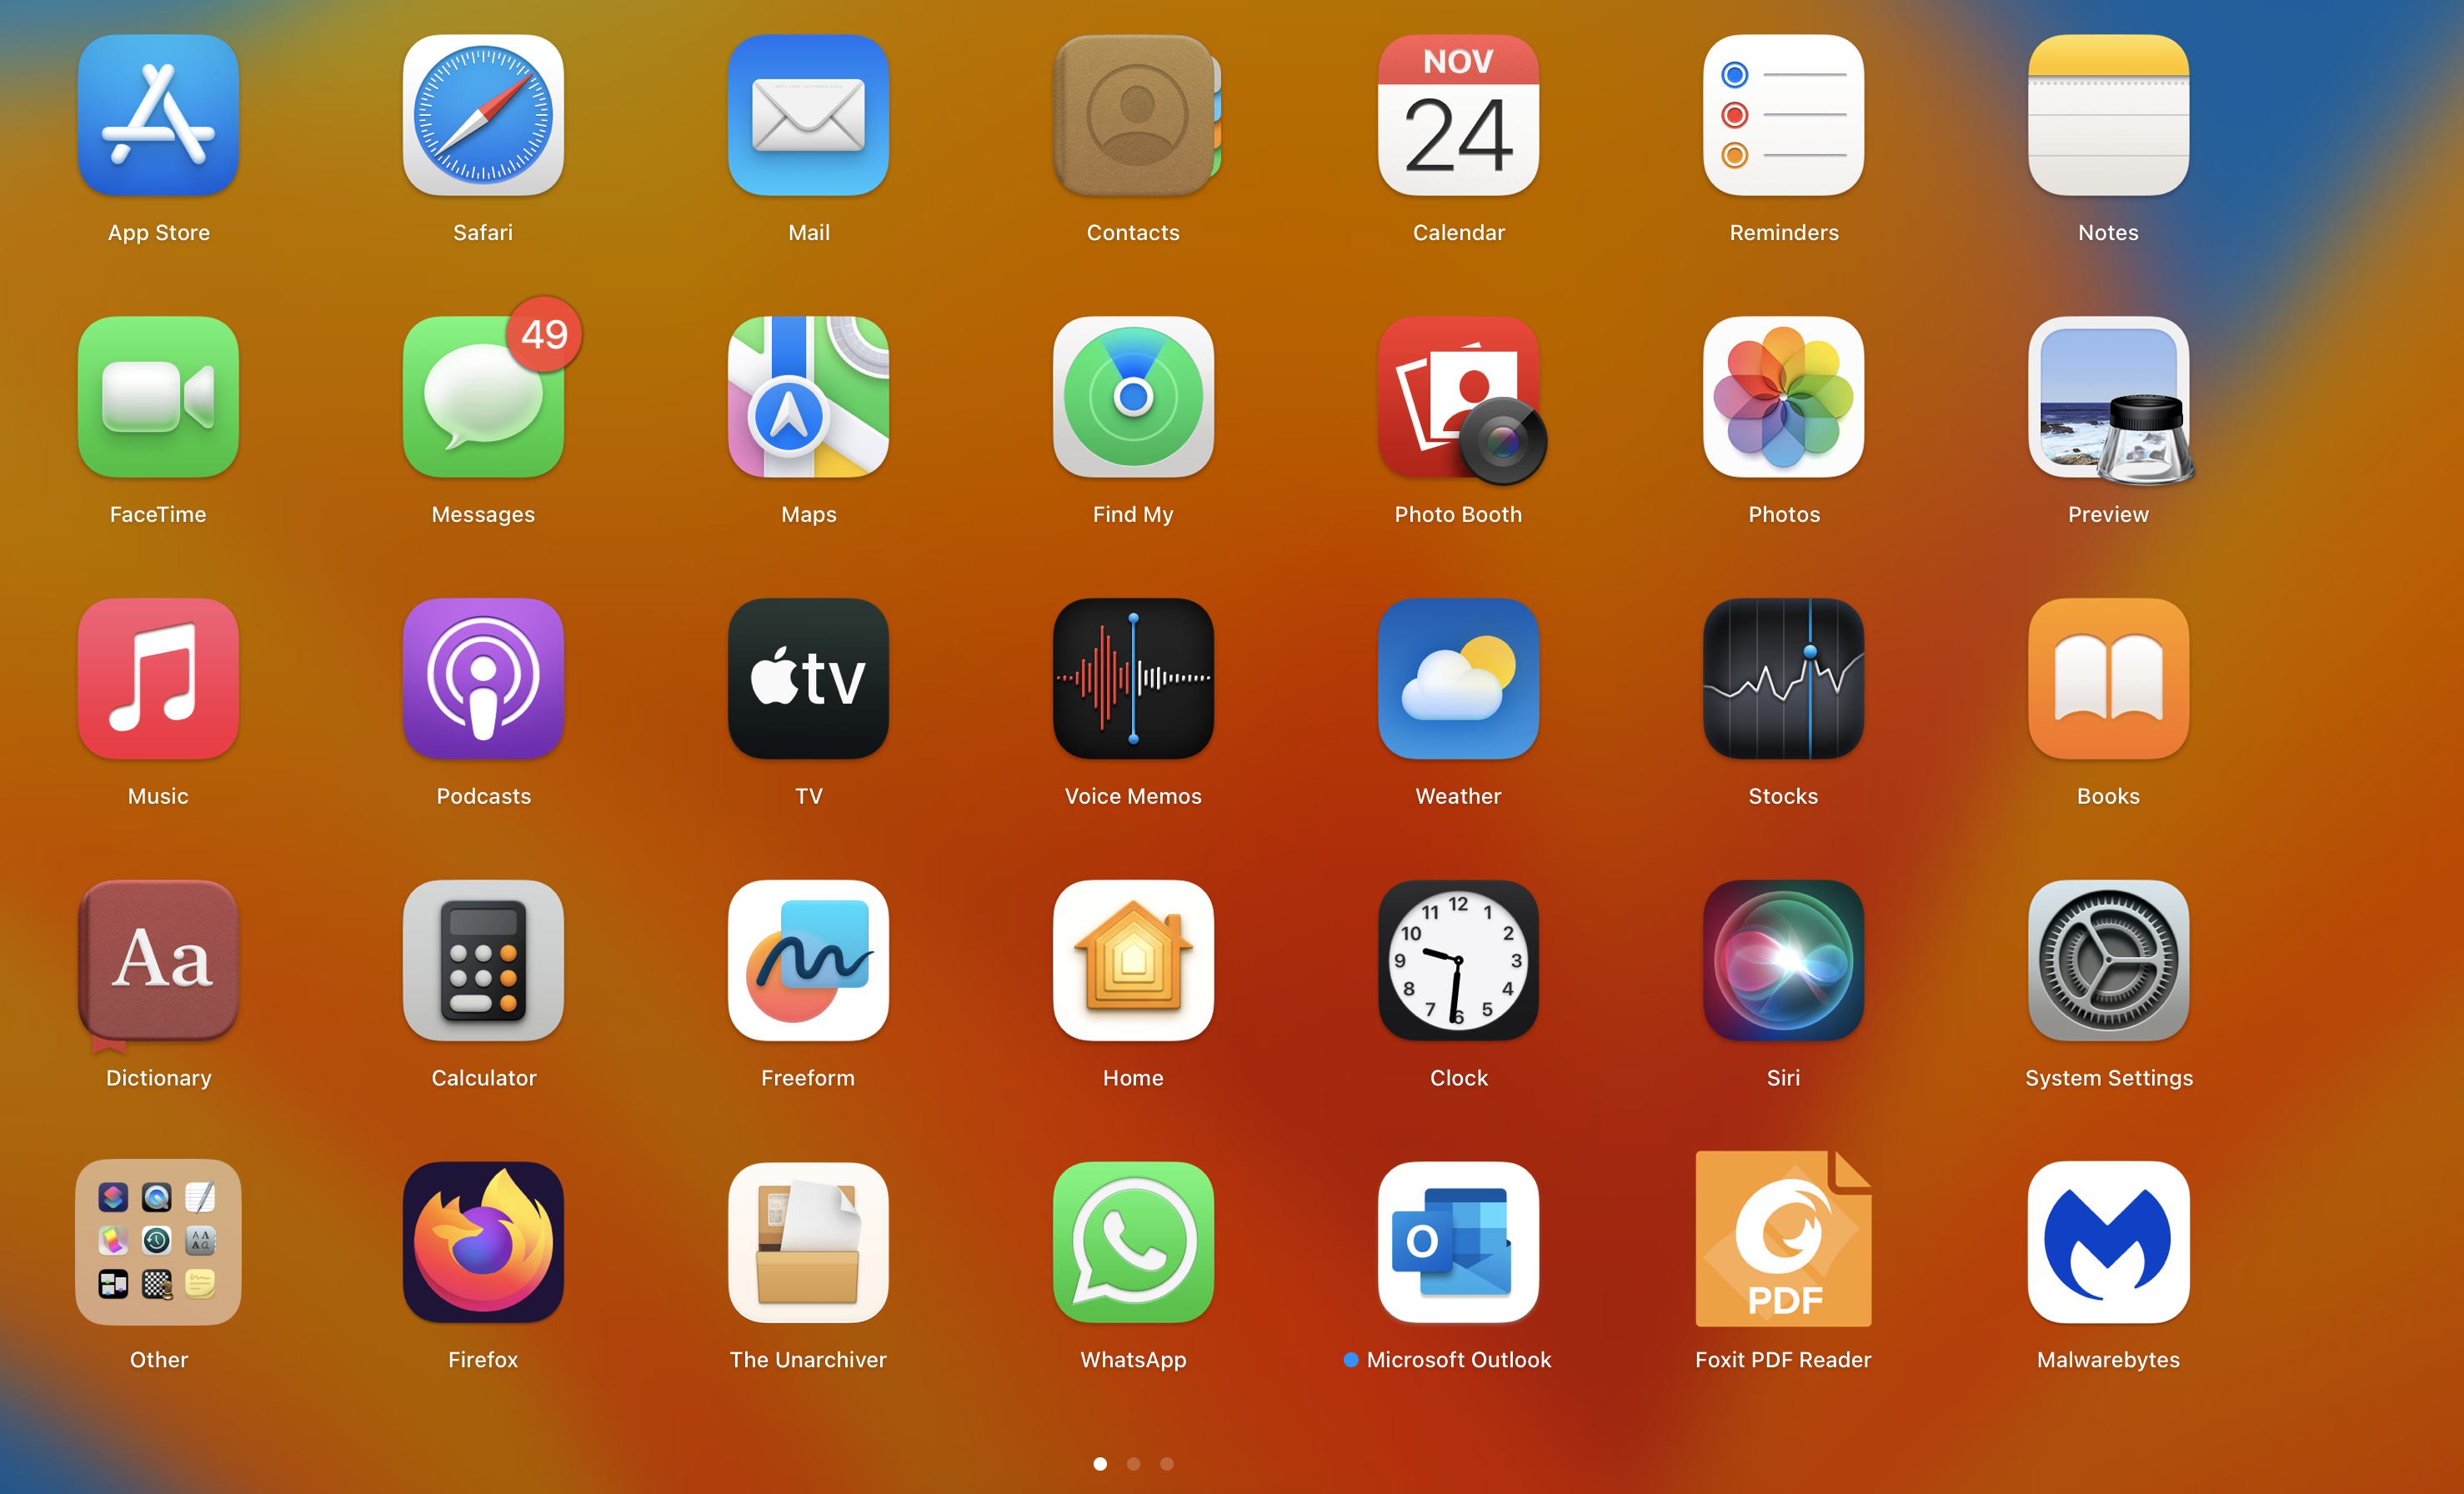 App Store
Safari
Mail
Contacts
NOV
24
Calendar
Reminders
Notes
FaceTime
49
Messages
Maps
Find My
Photo Booth
Photos
Preview
Music
Podcasts
tv
TV
Voice Memos
Weather
Stocks
Books
Aa
Dictionary
Calculator
Freeform
Home
12
1
2
3
4
5
6
7
8
9
10
11
Clock
Siri
System Settings
Other
Firefox
The Unarchiver
WhatsApp
O
Microsoft Outlook
PDF
Foxit PDF Reader
Malwarebytes